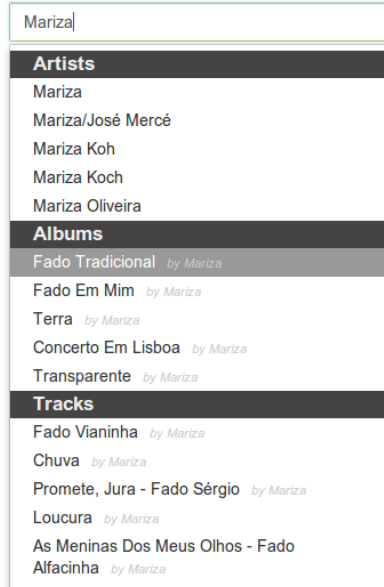 Mariza
Artists
Mariza
Mariza/José Mercé
Mariza Koh
Mariza Koch
Mariza Oliveira
Albums
Fado Tradicional by Mariza
Fado Em Mim by Mariza
Terra by Mariza
Concerto Em Lisboa by Mariza
Transparente by Mariza
Tracks
Fado Vianinha by Mariza
Chuva by Mariza
Promete, Jura - Fado Sérgio by Mariza
Loucura by Mariza
As Meninas Dos Meus Olhos - Fado
Alfacinha by Mariza